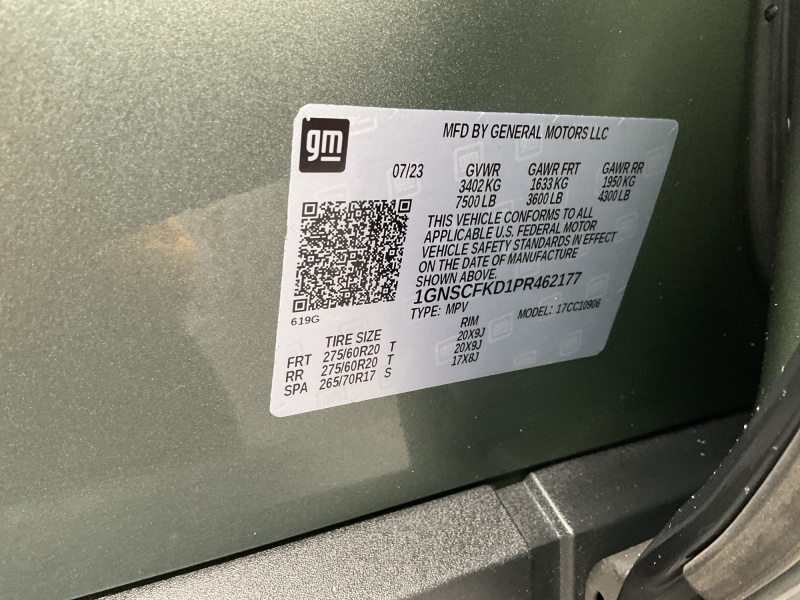 gm
MFD BY GENERAL MOTORS LLC
07/23 GVWR GAWR FRT GAWR RR
3402 KG 1633 KG 1950 KG
7500 LB 3600 LB 4300 LB
THIS VEHICLE CONFORMS TO ALL
APPLICABLE U.S. FEDERAL MOTOR
VEHICLE SAFETY STANDARDS IN EFFECT
ON THE DATE OF MANUFACTURE
SHOWN ABOVE.
1GNSCFKD1PR462177
TYPE: MPV MODEL: 17CC10906
619G
TIRE SIZE RIM
FRT 275/60R20 T 20X9J
RR 275/60R20 T 20X9J
SPA 265/70R17 S 17X8J